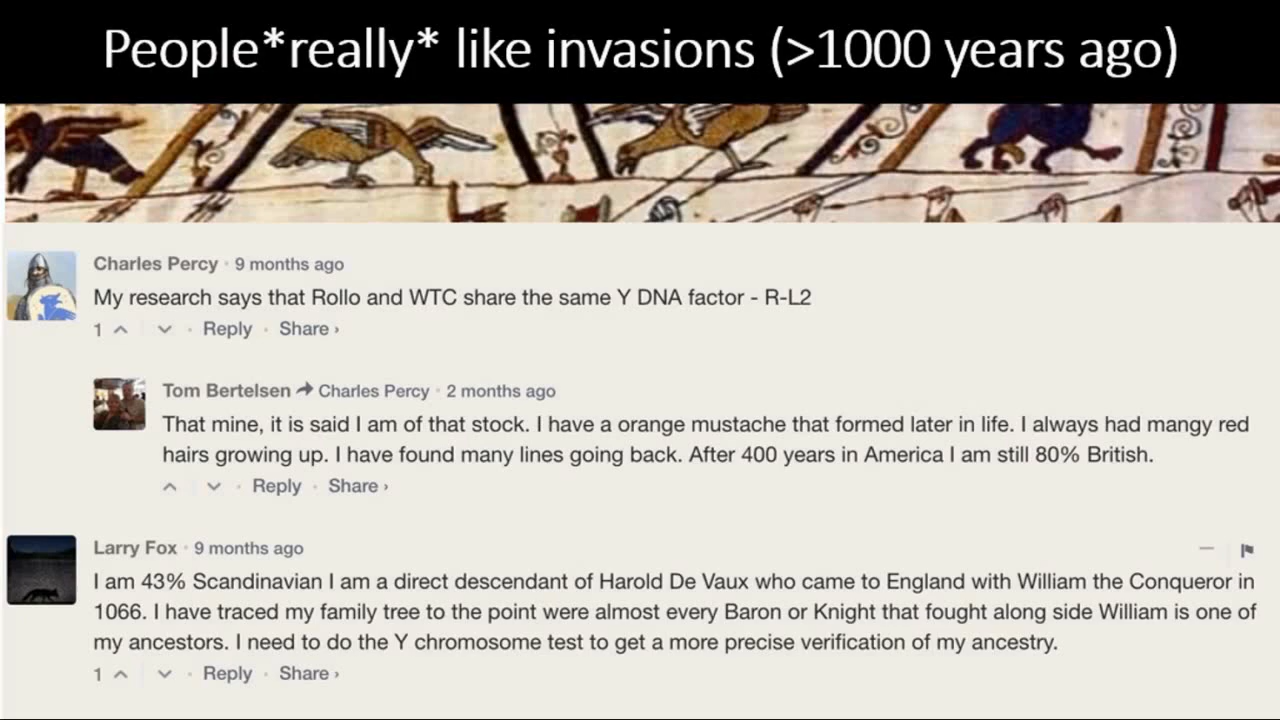 People*really* like invasions (>1000 years ago)
Charles Percy · 9 months ago
My research says that Rollo and WTC share the same Y DNA factor - R-L2
1 · Reply · Share ›
Tom Bertelsen Charles Percy · 2 months ago
That mine, it is said I am of that stock. I have a orange mustache that formed later in life. I always had mangy red
hairs growing up. I have found many lines going back. After 400 years in America I am still 80% British.
· Reply · Share ›
Larry Fox · 9 months ago
I am 43% Scandinavian I am a direct descendant of Harold De Vaux who came to England with William the Conqueror in
1066. I have traced my family tree to the point were almost every Baron or Knight that fought along side William is one of
my ancestors. I need to do the Y chromosome test to get a more precise verification of my ancestry.
1 · Reply · Share ›